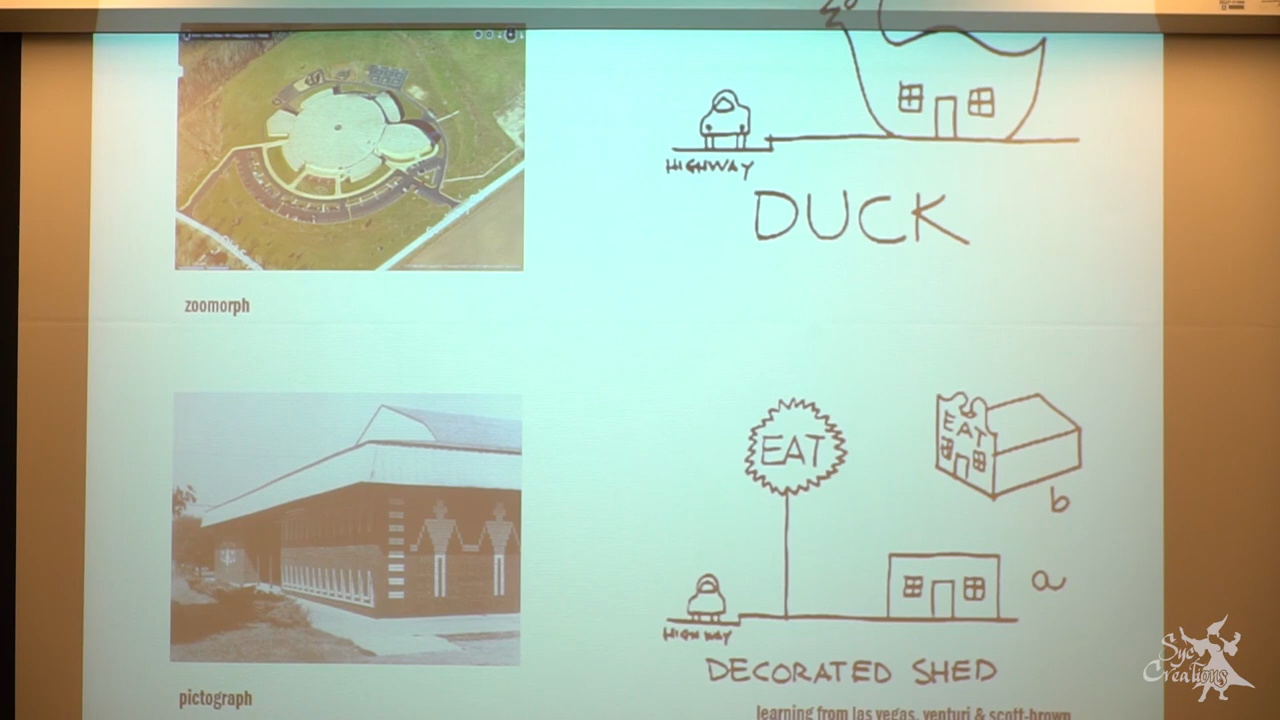 HIGHWAY
DUCK
zoomorph
EAT
EAT
b
a
HIGHWAY
DECORATED SHED
pictograph
learning from las vegas, venturi & scott-brown
Syc
Creations